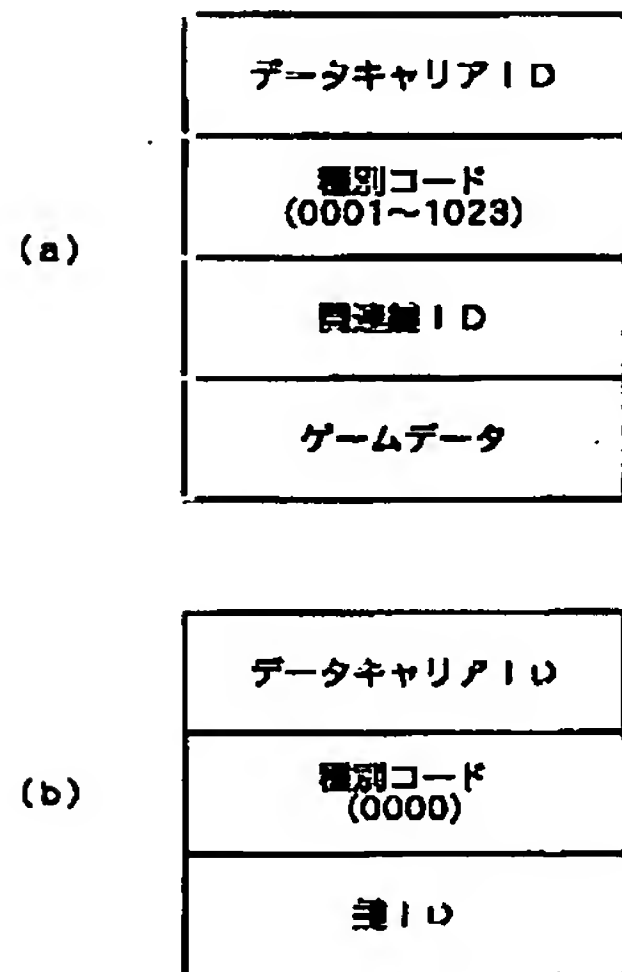 (a)
データキャリアID
種別コード
(0001〜1023)
関連鍵ID
ゲームデータ
(b)
データキャリアID
種別コード
(0000)
鍵ID